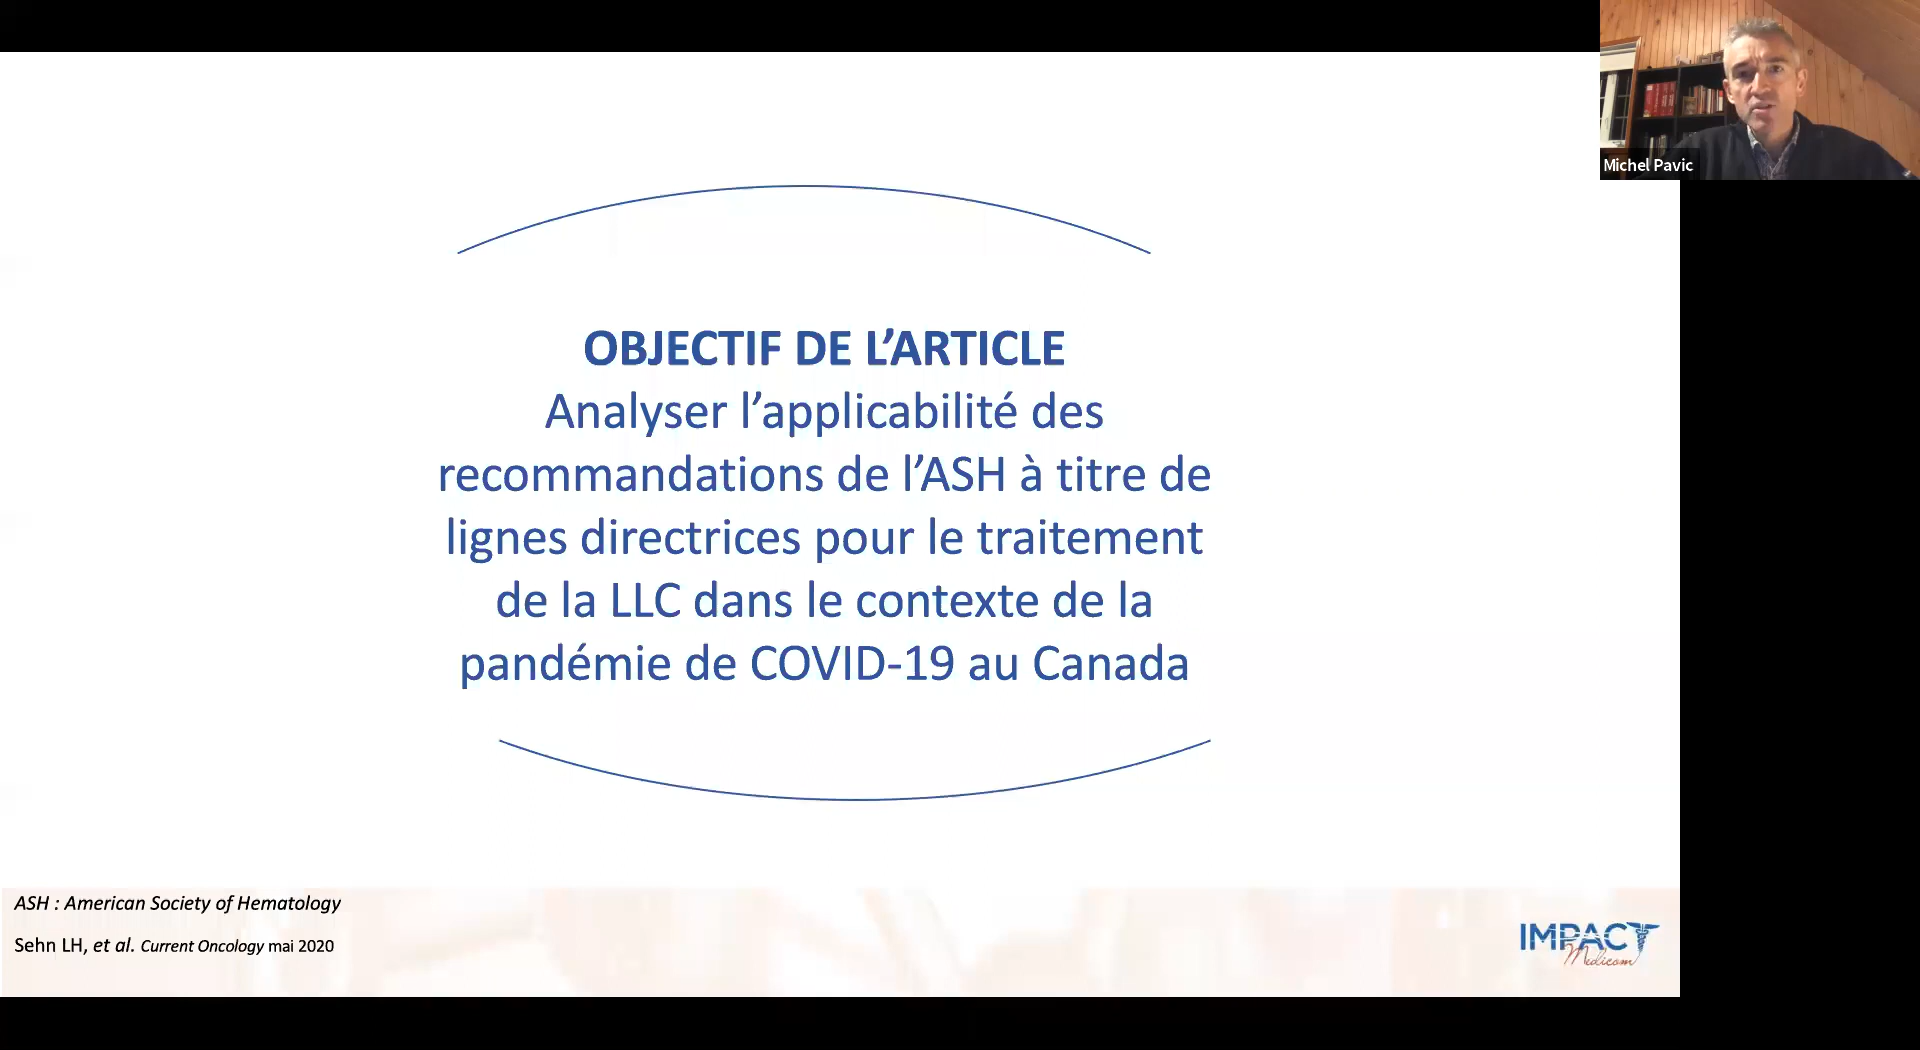 Michel Pavic
OBJECTIF DE L’ARTICLE
Analyser l’applicabilité des
recommandations de l’ASH à titre de
lignes directrices pour le traitement
de la LLC dans le contexte de la
pandémie de COVID-19 au Canada
ASH : American Society of Hematology
Sehn LH, et al. Current Oncology mai 2020
IMPACT
Medicom